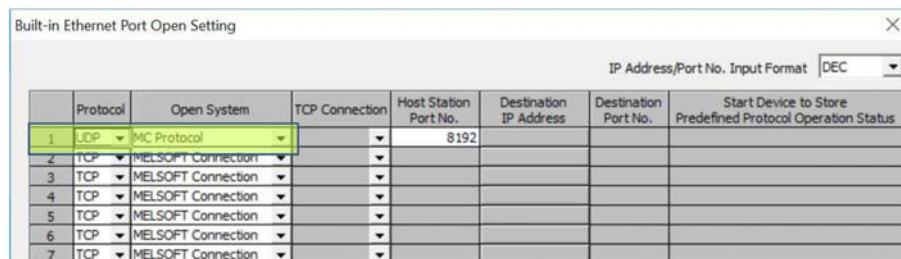 Built-in Ethernet Port Open Setting
IP Address/Port No. Input Format DEC
Protocol Open System TCP Connection Host Station Port No. Destination IP Address Destination Port No. Start Device to Store Predefined Protocol Operation Status
1 UDP MC Protocol 8192
2 TCP MELSOFT Connection
3 TCP MELSOFT Connection
4 TCP MELSOFT Connection
5 TCP MELSOFT Connection
6 TCP MELSOFT Connection
7 TCP MELSOFT Connection